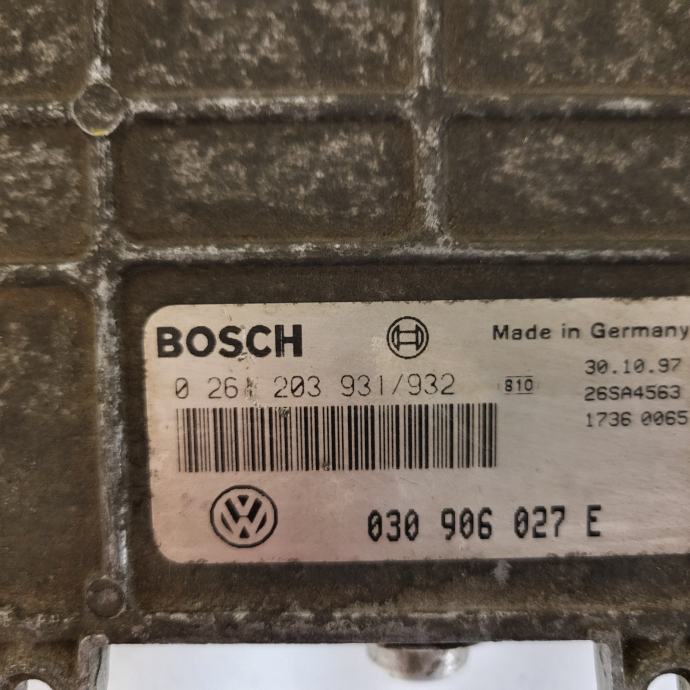 BOSCH Made in Germany
0 261 203 931/932 810 30.10.97
26SA4563
1736 0065
030 906 027 E